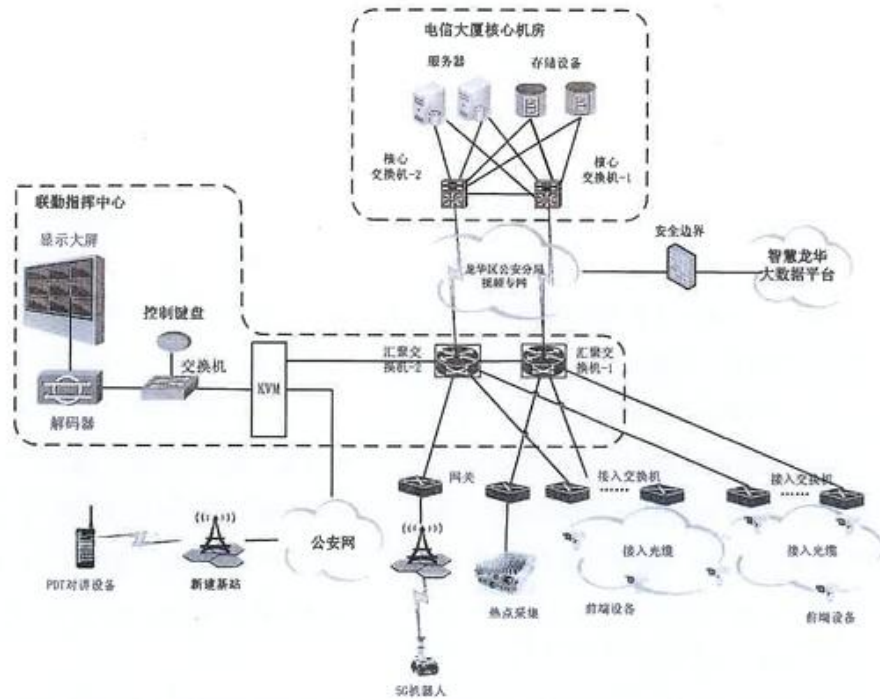 电信大厦核心机房
服务器
存储设备
核心
交换机-2
核心
交换机-1
联勤指挥中心
显示大屏
安全边界
龙华区公安分局
视频专网
智慧龙华
大数据平台
控制键盘
交换机
KVM
汇聚交
换机-2
汇聚交
换机-1
解码器
网关
接入交换机
接入交换机
公安网
接入光缆
接入光缆
PDT对讲设备
新建基站
热点采集
前端设备
前端设备
5G机器人